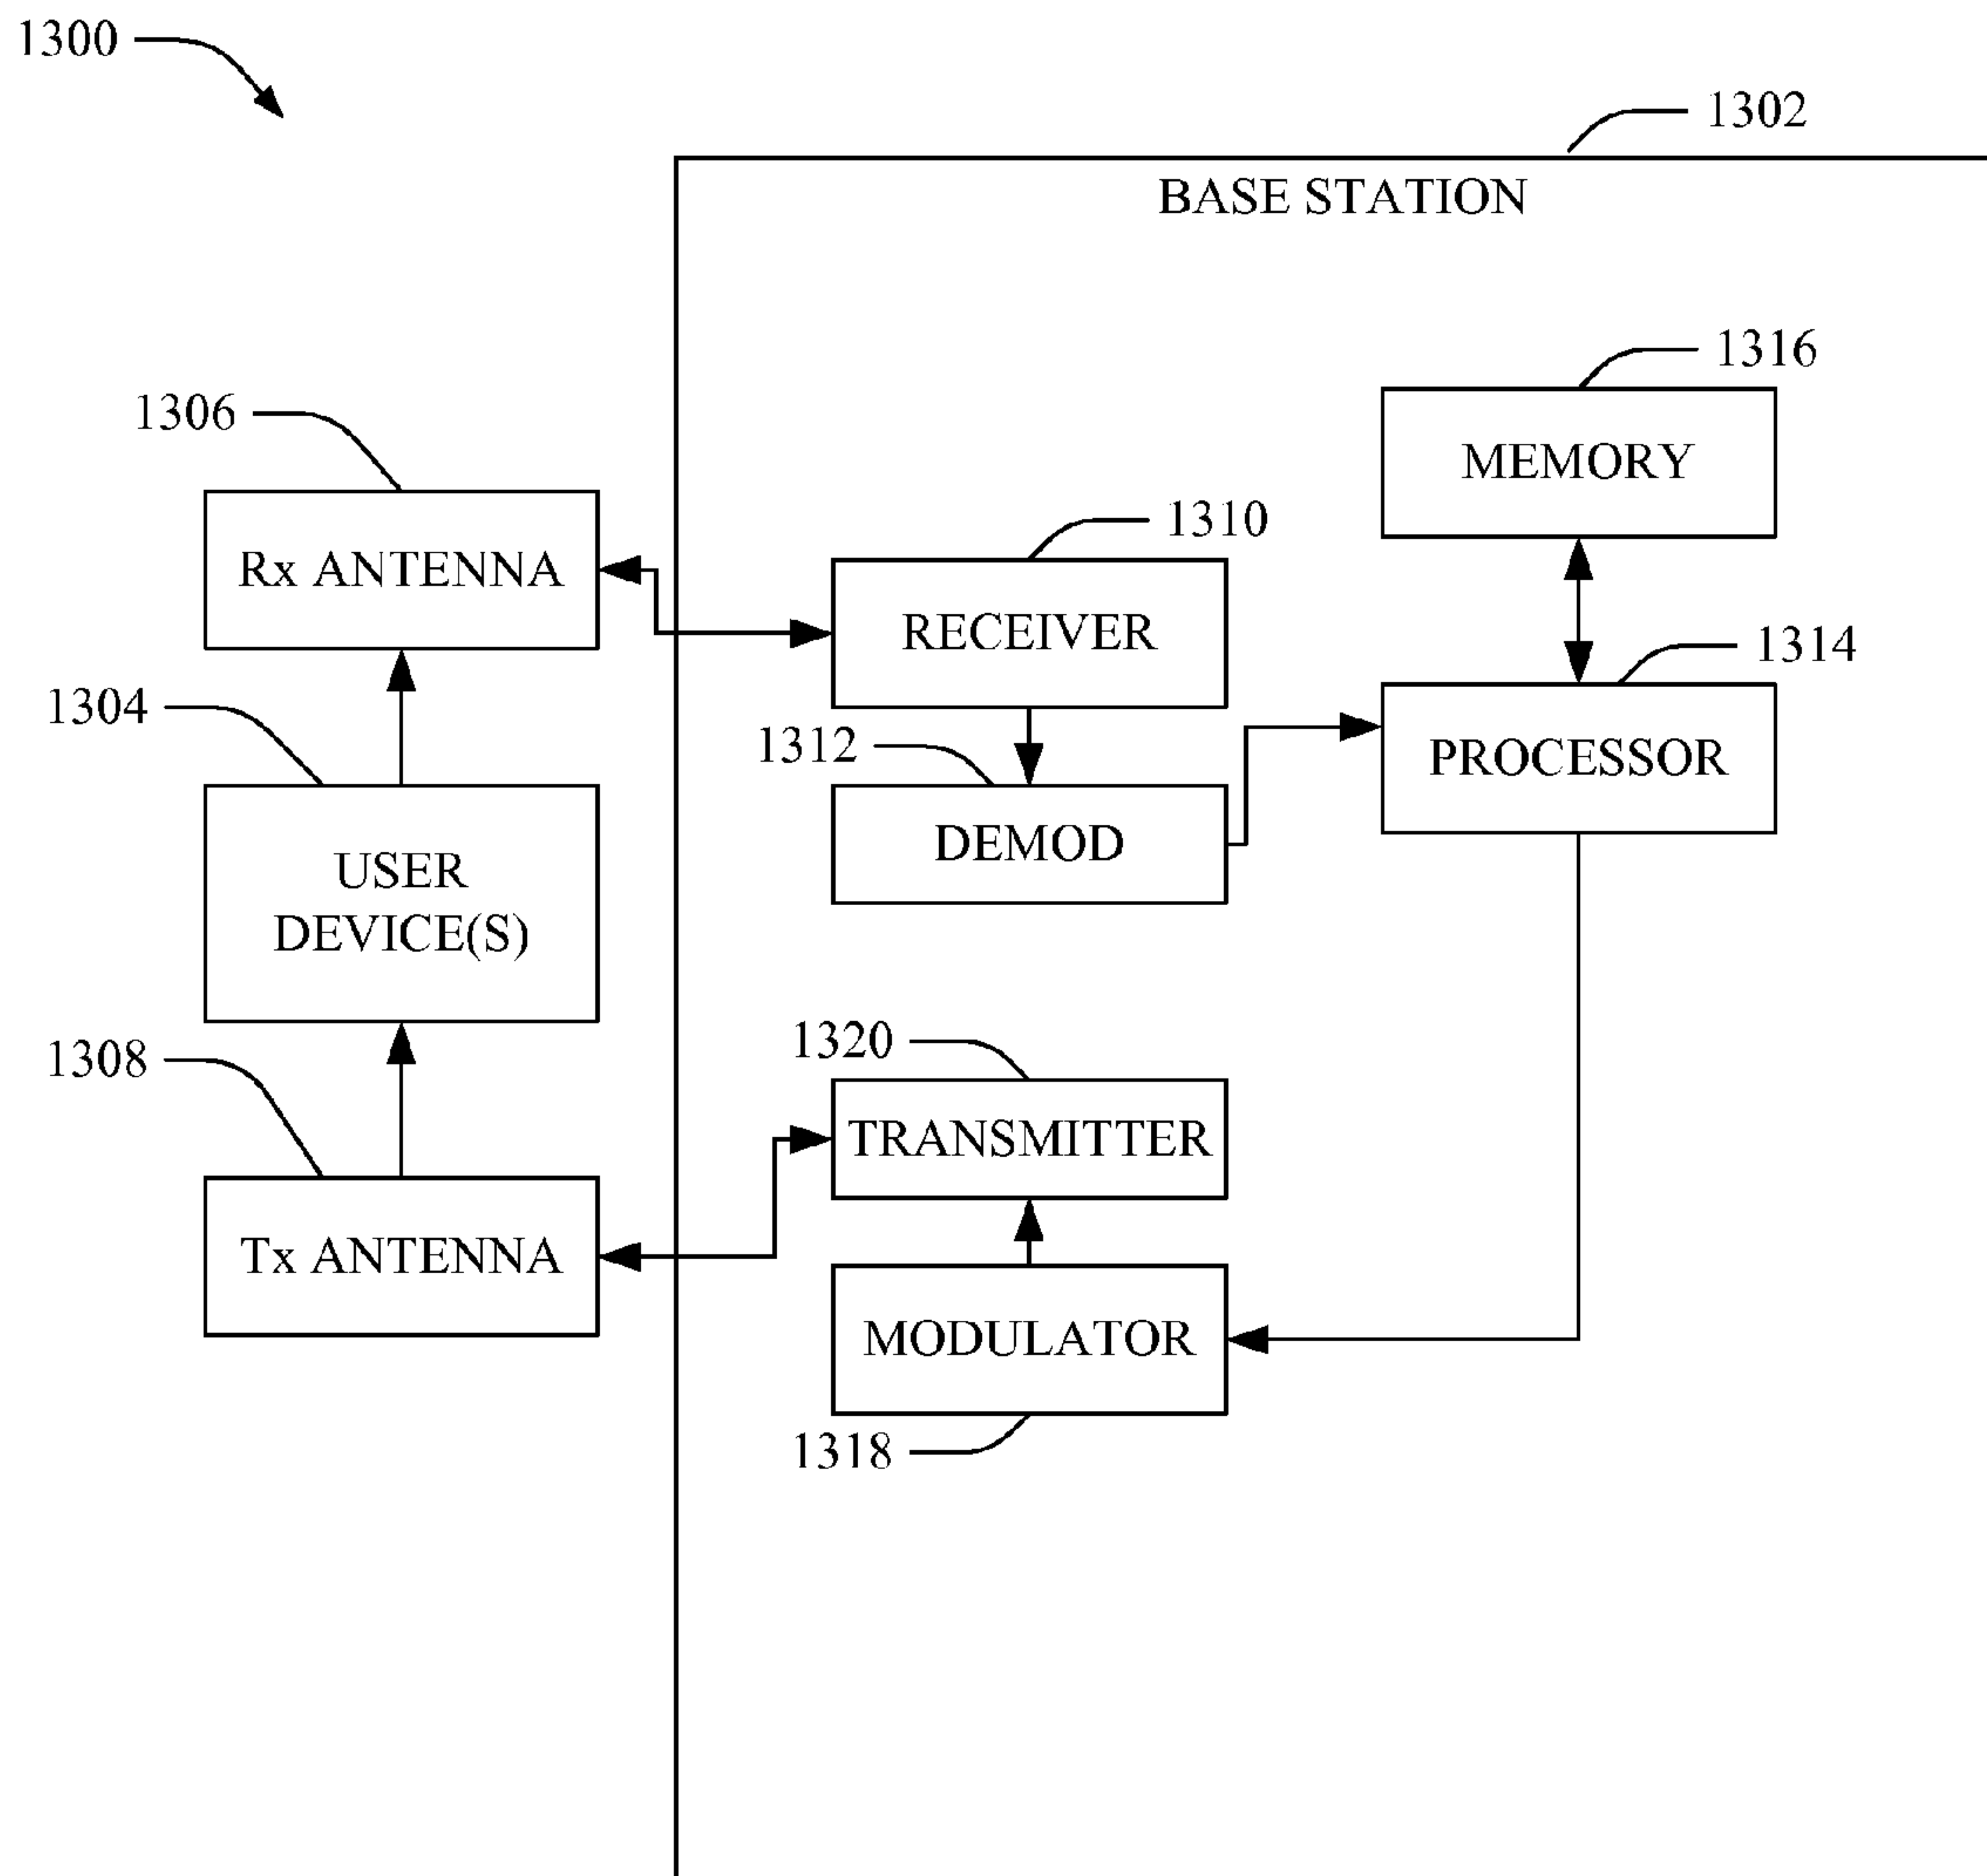 1300
1302
BASE STATION
1316
MEMORY
1306
Rx ANTENNA
1310
RECEIVER
1314
PROCESSOR
1304
USER
DEVICE(S)
1312
DEMOD
1308
Tx ANTENNA
1320
TRANSMITTER
MODULATOR
1318